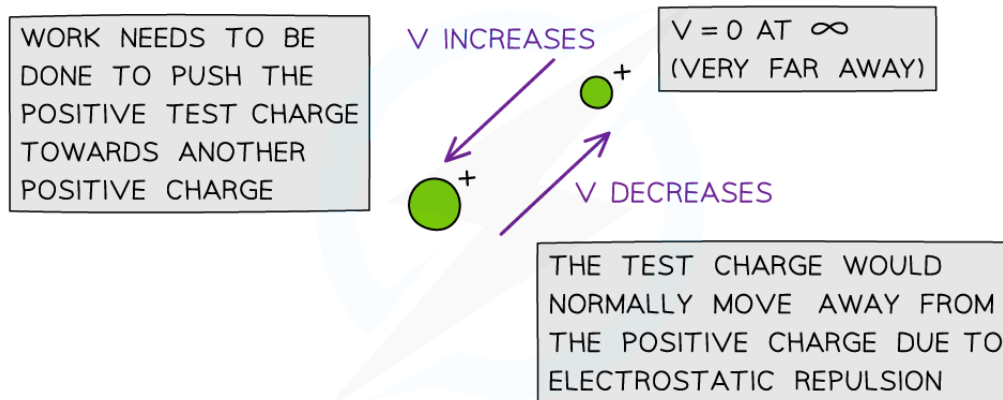 WORK NEEDS TO BE
DONE TO PUSH THE
POSITIVE TEST CHARGE
TOWARDS ANOTHER
POSITIVE CHARGE
V INCREASES
+
V = 0 AT ∞
(VERY FAR AWAY)
+
V DECREASES
THE TEST CHARGE WOULD
NORMALLY MOVE AWAY FROM
THE POSITIVE CHARGE DUE TO
ELECTROSTATIC REPULSION